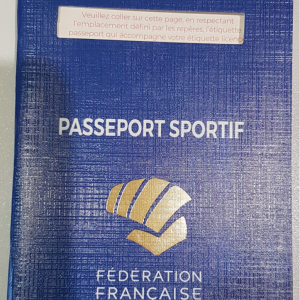 Veuillez coller sur cette page, en respectant
l'emplacement défini par les repères, l'étiquette
passeport qui accompagne votre étiquette licence
PASSEPORT SPORTIF
FÉDÉRATION
FRANÇAISE